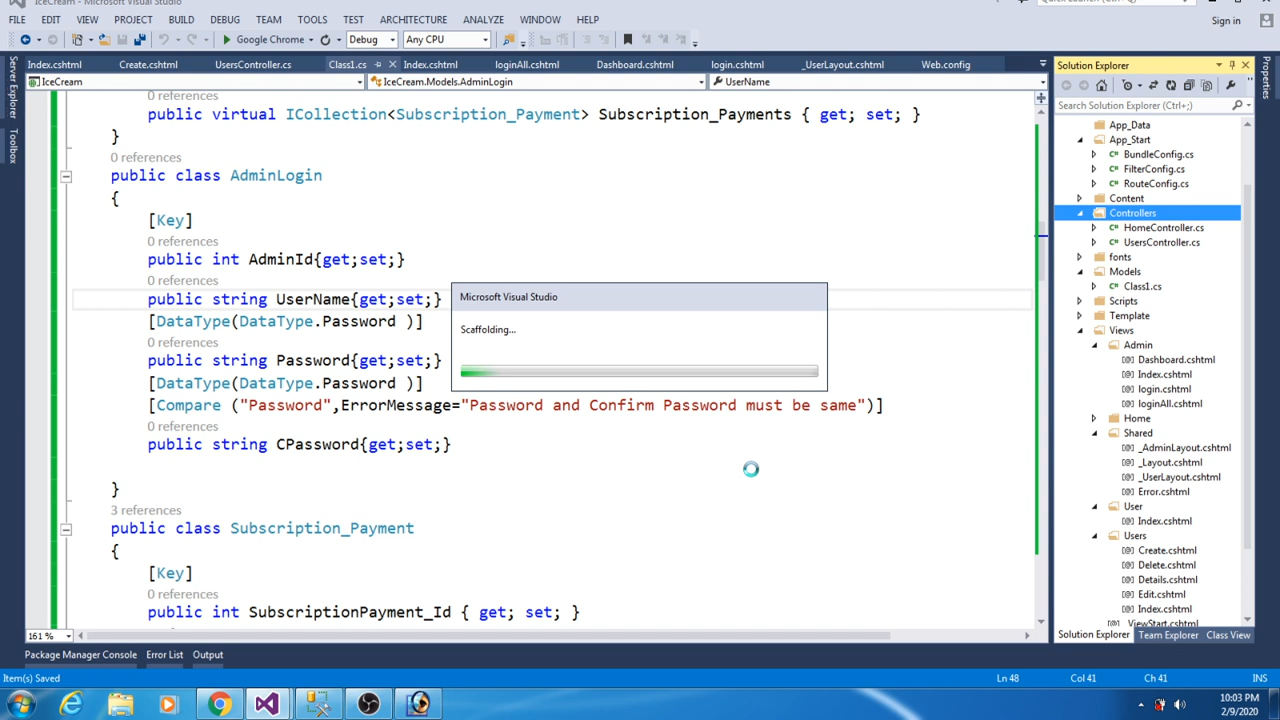 IceCream - Microsoft Visual Studio
Quick Launch (Ctrl+Q)
FILE EDIT VIEW PROJECT BUILD DEBUG TEAM TOOLS TEST ARCHITECTURE ANALYZE WINDOW HELP
Sign in
Google Chrome Debug Any CPU
Index.cshtml Create.cshtml UsersController.cs Class1.cs Index.cshtml loginAll.cshtml Dashboard.cshtml login.cshtml _UserLayout.cshtml Web.config
IceCream IceCream.Models.AdminLogin UserName
Server Explorer
Toolbox
0 references
public virtual ICollection<Subscription_Payment> Subscription_Payments { get; set; }
}
0 references
public class AdminLogin
{
[Key]
0 references
public int AdminId{get;set;}
0 references
public string UserName{get;set;}
[DataType(DataType.Password )]
0 references
public string Password{get;set;}
[DataType(DataType.Password )]
[Compare ("Password",ErrorMessage="Password and Confirm Password must be same")]
0 references
public string CPassword{get;set;}
}
3 references
public class Subscription_Payment
{
[Key]
0 references
public int SubscriptionPayment_Id { get; set; }
161 %
Microsoft Visual Studio
Scaffolding...
Solution Explorer
Search Solution Explorer (Ctrl+;)
App_Data
App_Start
BundleConfig.cs
FilterConfig.cs
RouteConfig.cs
Content
Controllers
HomeController.cs
UsersController.cs
fonts
Models
Class1.cs
Scripts
Template
Views
Admin
Dashboard.cshtml
Index.cshtml
login.cshtml
loginAll.cshtml
Home
Shared
_AdminLayout.cshtml
_Layout.cshtml
_UserLayout.cshtml
Error.cshtml
User
Index.cshtml
Users
Create.cshtml
Delete.cshtml
Details.cshtml
Edit.cshtml
Index.cshtml
_ViewStart.cshtml
Solution Explorer Team Explorer Class View
Properties
Package Manager Console Error List Output
Item(s) Saved Ln 48 Col 41 Ch 41 INS
10:03 PM
2/9/2020